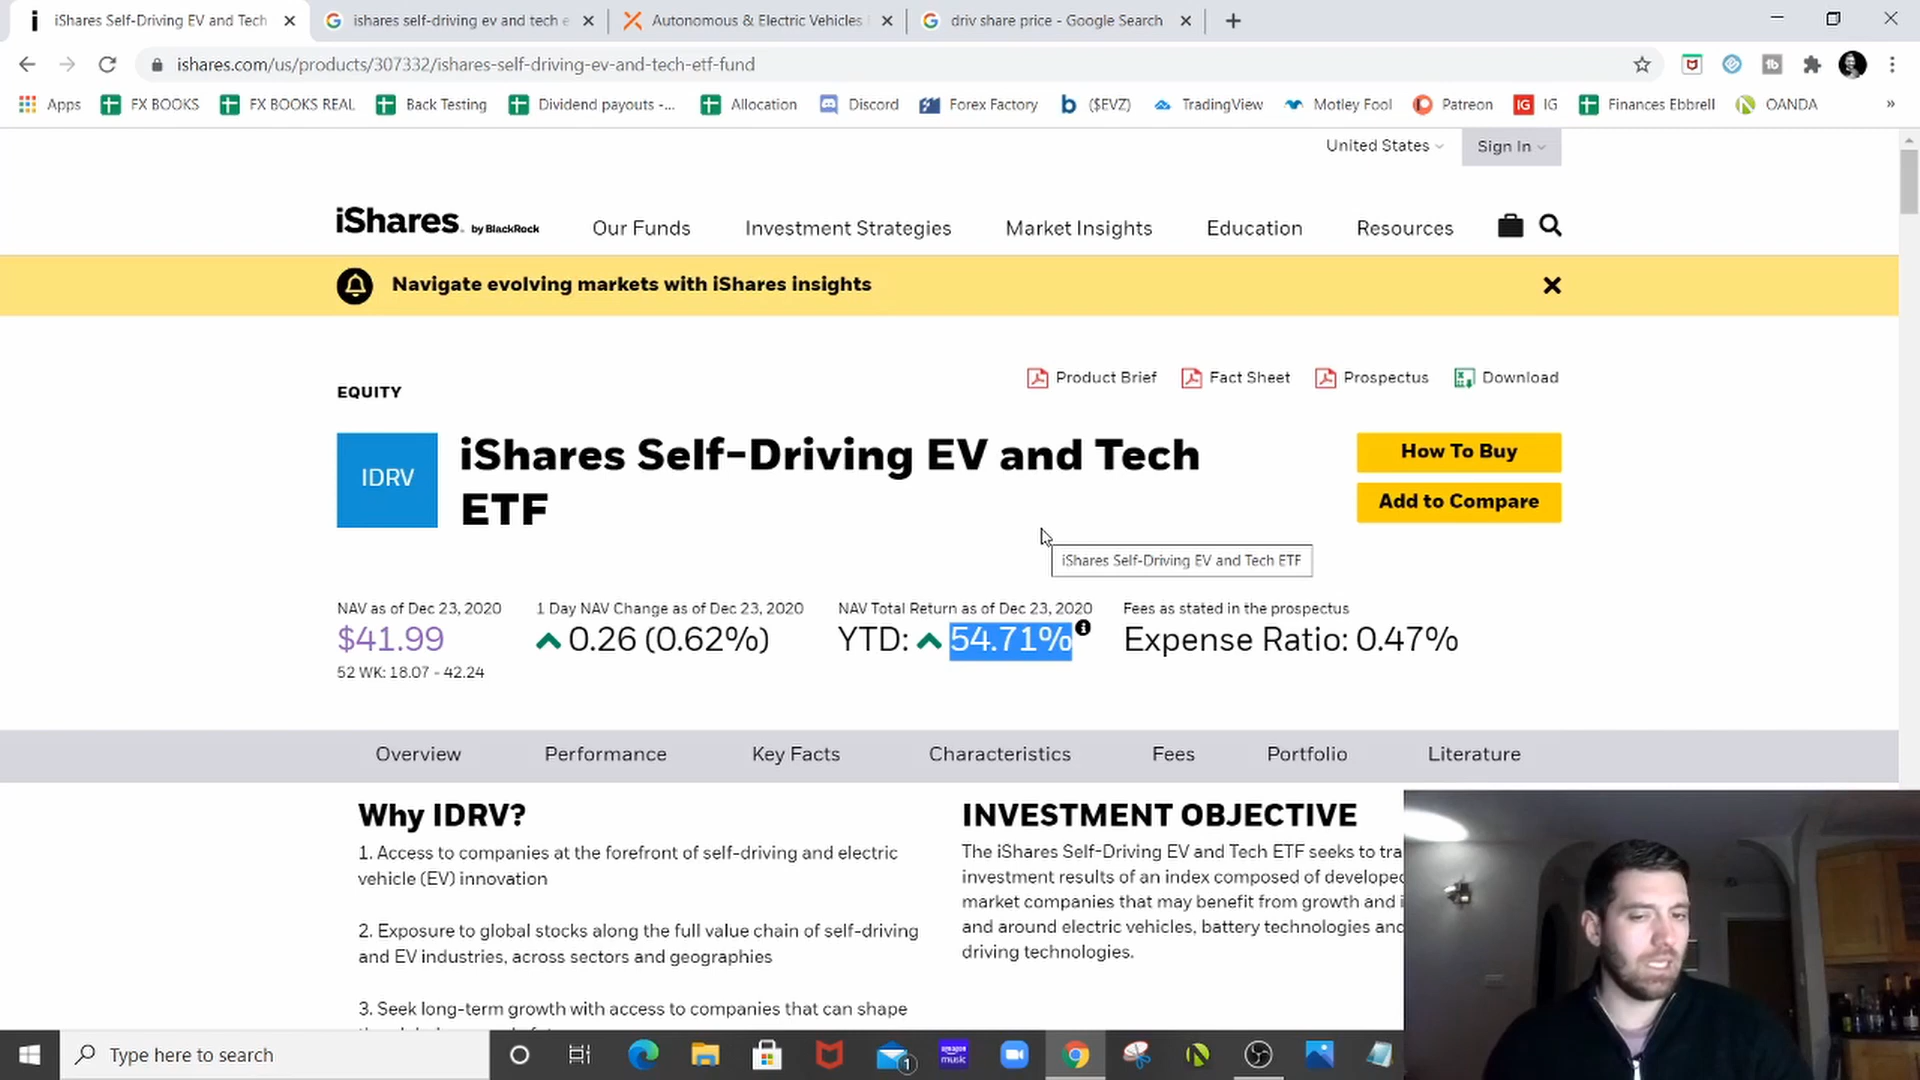 iShares Self-Driving EV and Tech
ishares self-driving ev and tech e
Autonomous & Electric Vehicles
driv share price - Google Search
ishares.com/us/products/307332/ishares-self-driving-ev-and-tech-etf-fund
Apps
FX BOOKS
FX BOOKS REAL
Back Testing
Dividend payouts -...
Allocation
Discord
Forex Factory
b ($EVZ)
TradingView
Motley Fool
Patreon
IG IG
Finances Ebbrell
OANDA
»
United States
Sign In
iShares. by BlackRock
Our Funds
Investment Strategies
Market Insights
Education
Resources
Navigate evolving markets with iShares insights
Product Brief
Fact Sheet
Prospectus
Download
EQUITY
IDRV
iShares Self-Driving EV and Tech
ETF
How To Buy
Add to Compare
iShares Self-Driving EV and Tech ETF
NAV as of Dec 23, 2020
$41.99
52 WK: 18.07 - 42.24
1 Day NAV Change as of Dec 23, 2020
0.26 (0.62%)
NAV Total Return as of Dec 23, 2020
YTD: 54.71%
Fees as stated in the prospectus
Expense Ratio: 0.47%
Overview
Performance
Key Facts
Characteristics
Fees
Portfolio
Literature
Why IDRV?
1. Access to companies at the forefront of self-driving and electric
vehicle (EV) innovation
2. Exposure to global stocks along the full value chain of self-driving
and EV industries, across sectors and geographies
3. Seek long-term growth with access to companies that can shape
INVESTMENT OBJECTIVE
The iShares Self-Driving EV and Tech ETF seeks to tra
investment results of an index composed of developed
market companies that may benefit from growth and i
and around electric vehicles, battery technologies and
driving technologies.
Type here to search
1
amazon
music